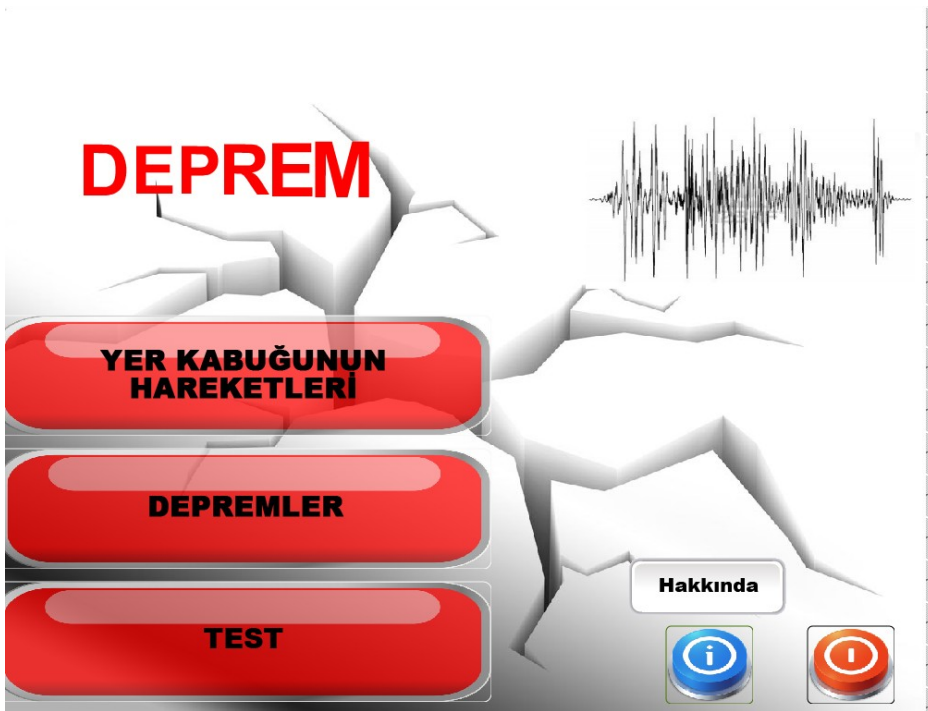 DEPREM
YER KABUĞUNUN
HAREKETLERİ
DEPREMLER
TEST
Hakkında